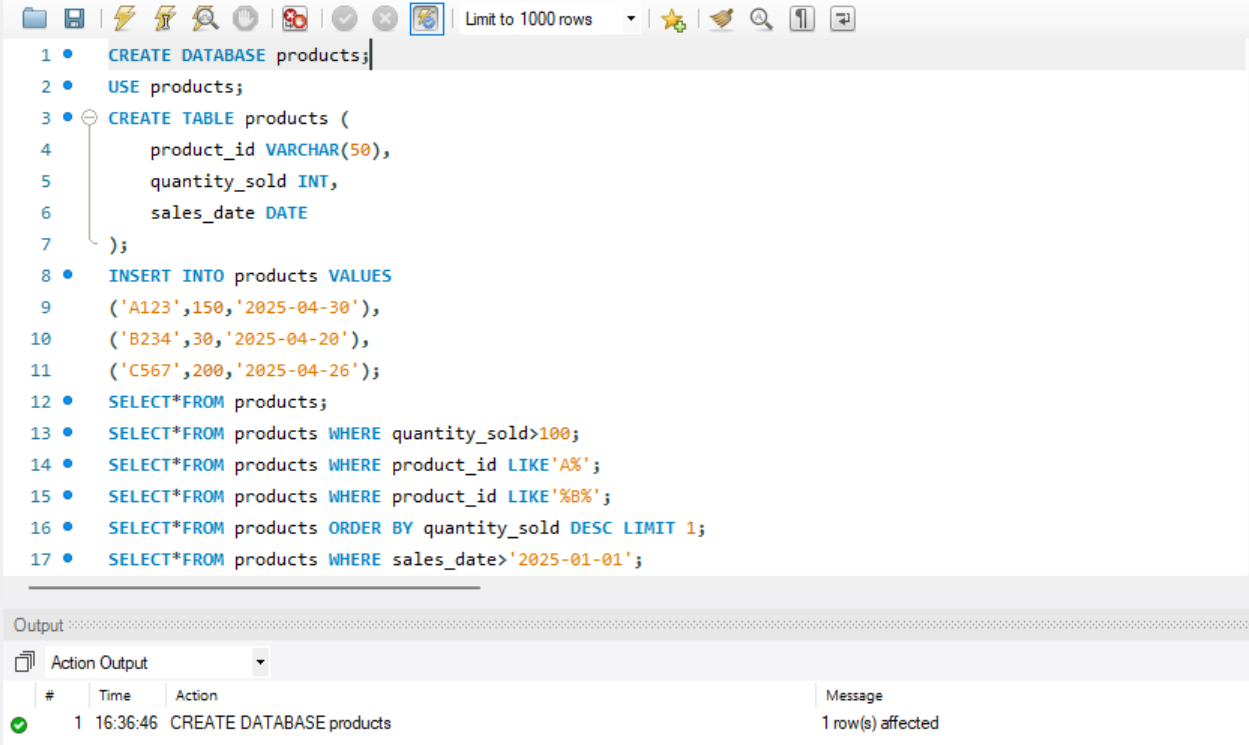 Limit to 1000 rows
1 CREATE DATABASE products;
2 USE products;
3 CREATE TABLE products (
4 product_id VARCHAR(50),
5 quantity_sold INT,
6 sales_date DATE
7 );
8 INSERT INTO products VALUES
9 ('A123',150,'2025-04-30'),
10 ('B234',30,'2025-04-20'),
11 ('C567',200,'2025-04-26');
12 SELECT*FROM products;
13 SELECT*FROM products WHERE quantity_sold>100;
14 SELECT*FROM products WHERE product_id LIKE'A%';
15 SELECT*FROM products WHERE product_id LIKE'%B%';
16 SELECT*FROM products ORDER BY quantity_sold DESC LIMIT 1;
17 SELECT*FROM products WHERE sales_date>'2025-01-01';
Output
Action Output
# Time Action Message
1 16:36:46 CREATE DATABASE products 1 row(s) affected